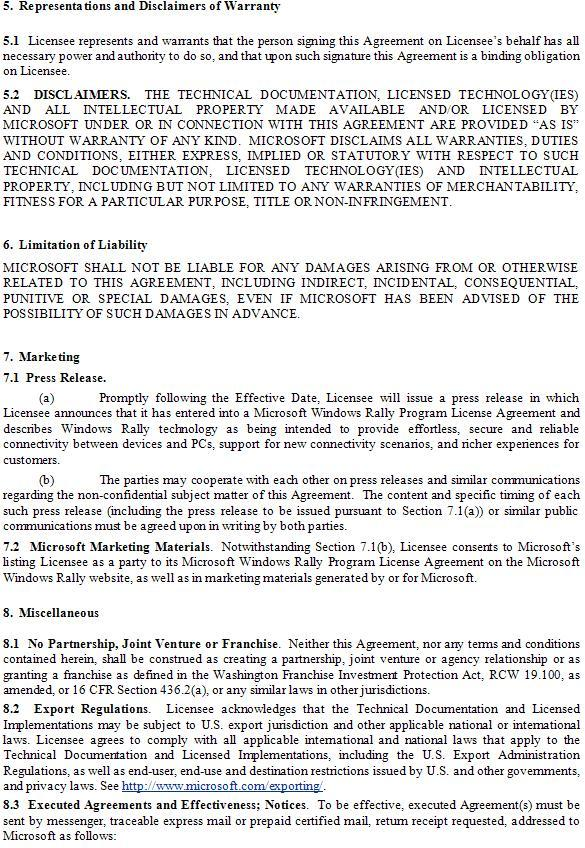 5. Representations and Disclaimers of Warranty
5.1 Licensee represents and warrants that the person signing this Agreement on Licensee's behalf has all
necessary power and authority to do so, and that upon such signature this Agreement is a binding obligation
on Licensee.
5.2 DISCLAIMERS. THE TECHNICAL DOCUMENTATION, LICENSED TECHNOLOGY(IES)
AND ALL INTELLECTUAL PROPERTY MADE AVAILABLE AND/OR LICENSED BY
MICROSOFT UNDER OR IN CONNECTION WITH THIS AGREEMENT ARE PROVIDED "AS IS"
WITHOUT WARRANTY OF ANY KIND. MICROSOFT DISCLAIMS ALL WARRANTIES, DUTIES
AND CONDITIONS, EITHER EXPRESS, IMPLIED OR STATUTORY WITH RESPECT TO SUCH
TECHNICAL DOCUMENTATION, LICENSED TECHNOLOGY(IES) AND INTELLECTUAL
PROPERTY, INCLUDING BUT NOT LIMITED TO ANY WARRANTIES OF MERCHANTABILITY,
FITNESS FOR A PARTICULAR PURPOSE, TITLE OR NON-INFRINGEMENT.
6. Limitation of Liability
MICROSOFT SHALL NOT BE LIABLE FOR ANY DAMAGES ARISING FROM OR OTHERWISE
RELATED TO THIS AGREEMENT, INCLUDING INDIRECT, INCIDENTAL, CONSEQUENTIAL,
PUNITIVE OR SPECIAL DAMAGES, EVEN IF MICROSOFT HAS BEEN ADVISED OF THE
POSSIBILITY OF SUCH DAMAGES IN ADVANCE.
7. Marketing
7.1 Press Release.
(a) Promptly following the Effective Date, Licensee will issue a press release in which
Licensee announces that it has entered into a Microsoft Windows Rally Program License Agreement and
describes Windows Rally technology as being intended to provide effortless, secure and reliable
connectivity between devices and PCs, support for new connectivity scenarios, and richer experiences for
customers.
(b) The parties may cooperate with each other on press releases and similar communications
regarding the non-confidential subject matter of this Agreement. The content and specific timing of each
such press release (including the press release to be issued pursuant to Section 7.1(a)) or similar public
communications must be agreed upon in writing by both parties.
7.2 Microsoft Marketing Materials. Notwithstanding Section 7.1(b), Licensee consents to Microsoft's
listing Licensee as a party to its Microsoft Windows Rally Program License Agreement on the Microsoft
Windows Rally website, as well as in marketing materials generated by or for Microsoft.
8. Miscellaneous
8.1 No Partnership, Joint Venture or Franchise. Neither this Agreement, nor any terms and conditions
contained herein, shall be construed as creating a partnership, joint venture or agency relationship or as
granting a franchise as defined in the Washington Franchise Investment Protection Act, RCW 19.100, as
amended, or 16 CFR Section 436.2(a), or any similar laws in other jurisdictions.
8.2 Export Regulations. Licensee acknowledges that the Technical Documentation and Licensed
Implementations may be subject to U.S. export jurisdiction and other applicable national or international
laws. Licensee agrees to comply with all applicable international and national laws that apply to the
Technical Documentation and Licensed Implementations, including the U.S. Export Administration
Regulations, as well as end-user, end-use and destination restrictions issued by U.S. and other governments,
and privacy laws. See http://www.microsoft.com/exporting/.
8.3 Executed Agreements and Effectiveness; Notices. To be effective, executed Agreement(s) must be
sent by messenger, traceable express mail or prepaid certified mail, return receipt requested, addressed to
Microsoft as follows: